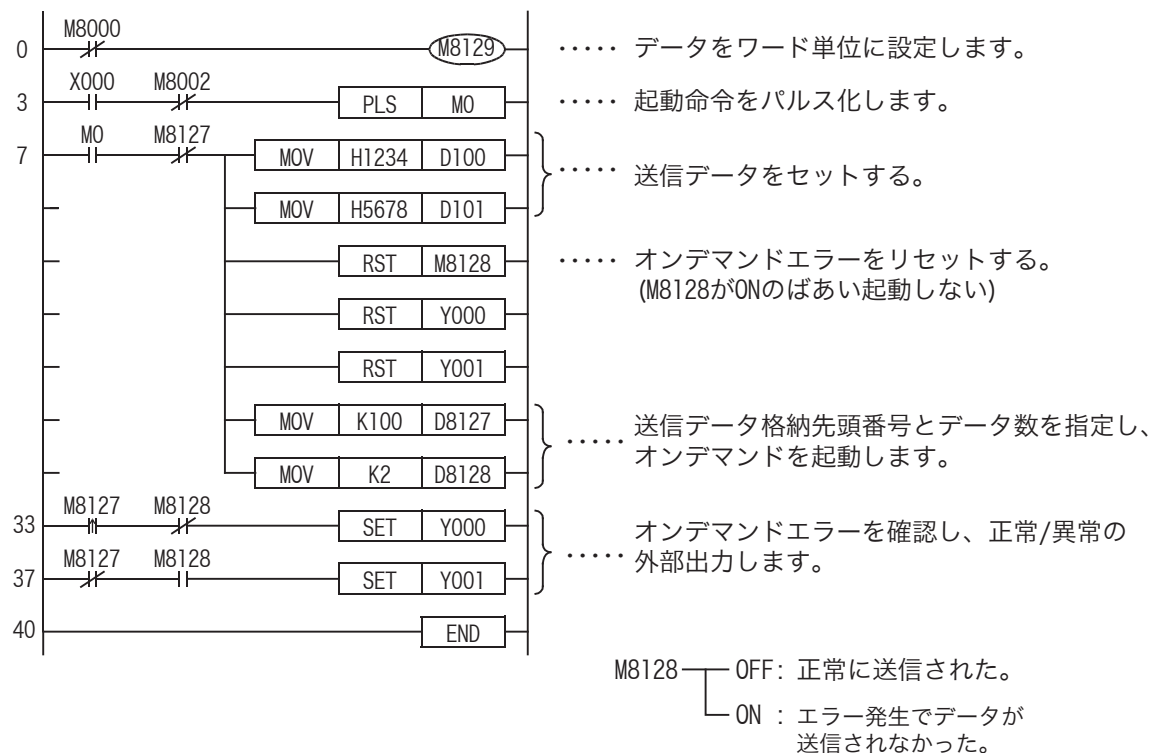 M8000
0 M8129 ..... データをワード単位に設定します。
X000 M8002
3 PLS M0 ..... 起動命令をパルス化します。
M0 M8127
7 MOV H1234 D100
..... 送信データをセットする。
MOV H5678 D101
RST M8128 ..... オンデマンドエラーをリセットする。
(M8128がONのばあい起動しない)
RST Y000
RST Y001
MOV K100 D8127
..... 送信データ格納先頭番号とデータ数を指定し、
オンデマンドを起動します。
MOV K2 D8128
M8127 M8128
33 SET Y000
..... オンデマンドエラーを確認し、正常/異常の
外部出力します。
M8127 M8128
37 SET Y001
40 END
M8128 OFF: 正常に送信された。
ON : エラー発生でデータが
送信されなかった。